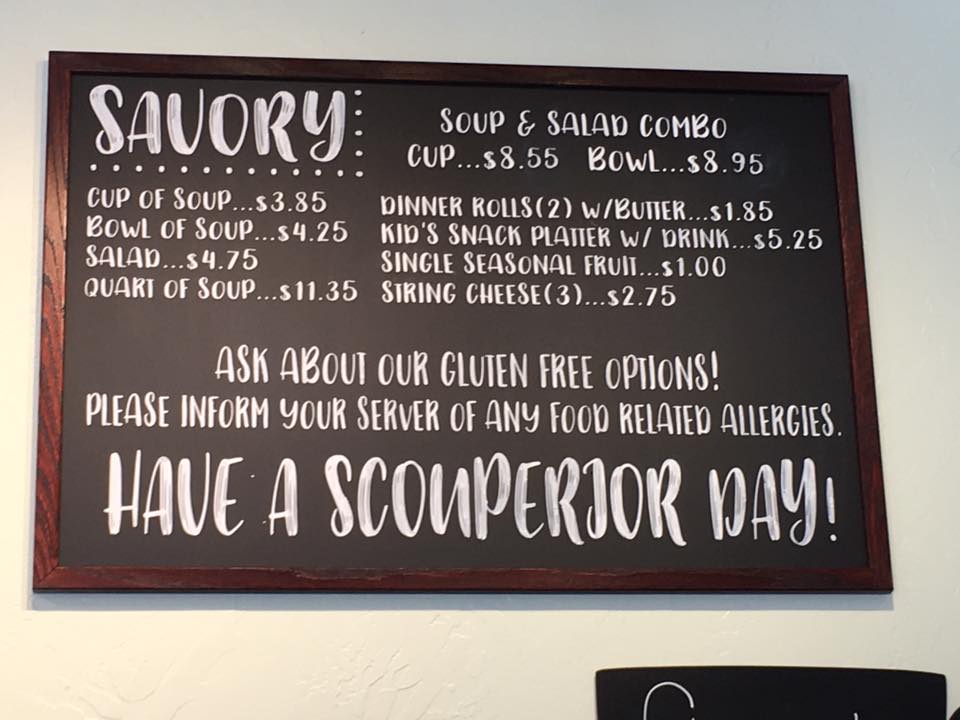 SAVORY
SOUP & SALAD COMBO
CUP...$8.55 BOWL...$8.95
CUP OF SOUP...$3.85
BOWL OF SOUP...$4.25
SALAD...$4.75
QUART OF SOUP...$11.35
DINNER ROLLS(2) W/BUTTER...$1.85
KID'S SNACK PLATTER W/ DRINK...$5.25
SINGLE SEASONAL FRUIT...$1.00
STRING CHEESE(3)...$2.75
ASK ABOUT OUR GLUTEN FREE OPTIONS!
PLEASE INFORM YOUR SERVER OF ANY FOOD RELATED ALLERGIES.
HAVE A SCOUPERIOR DAY!